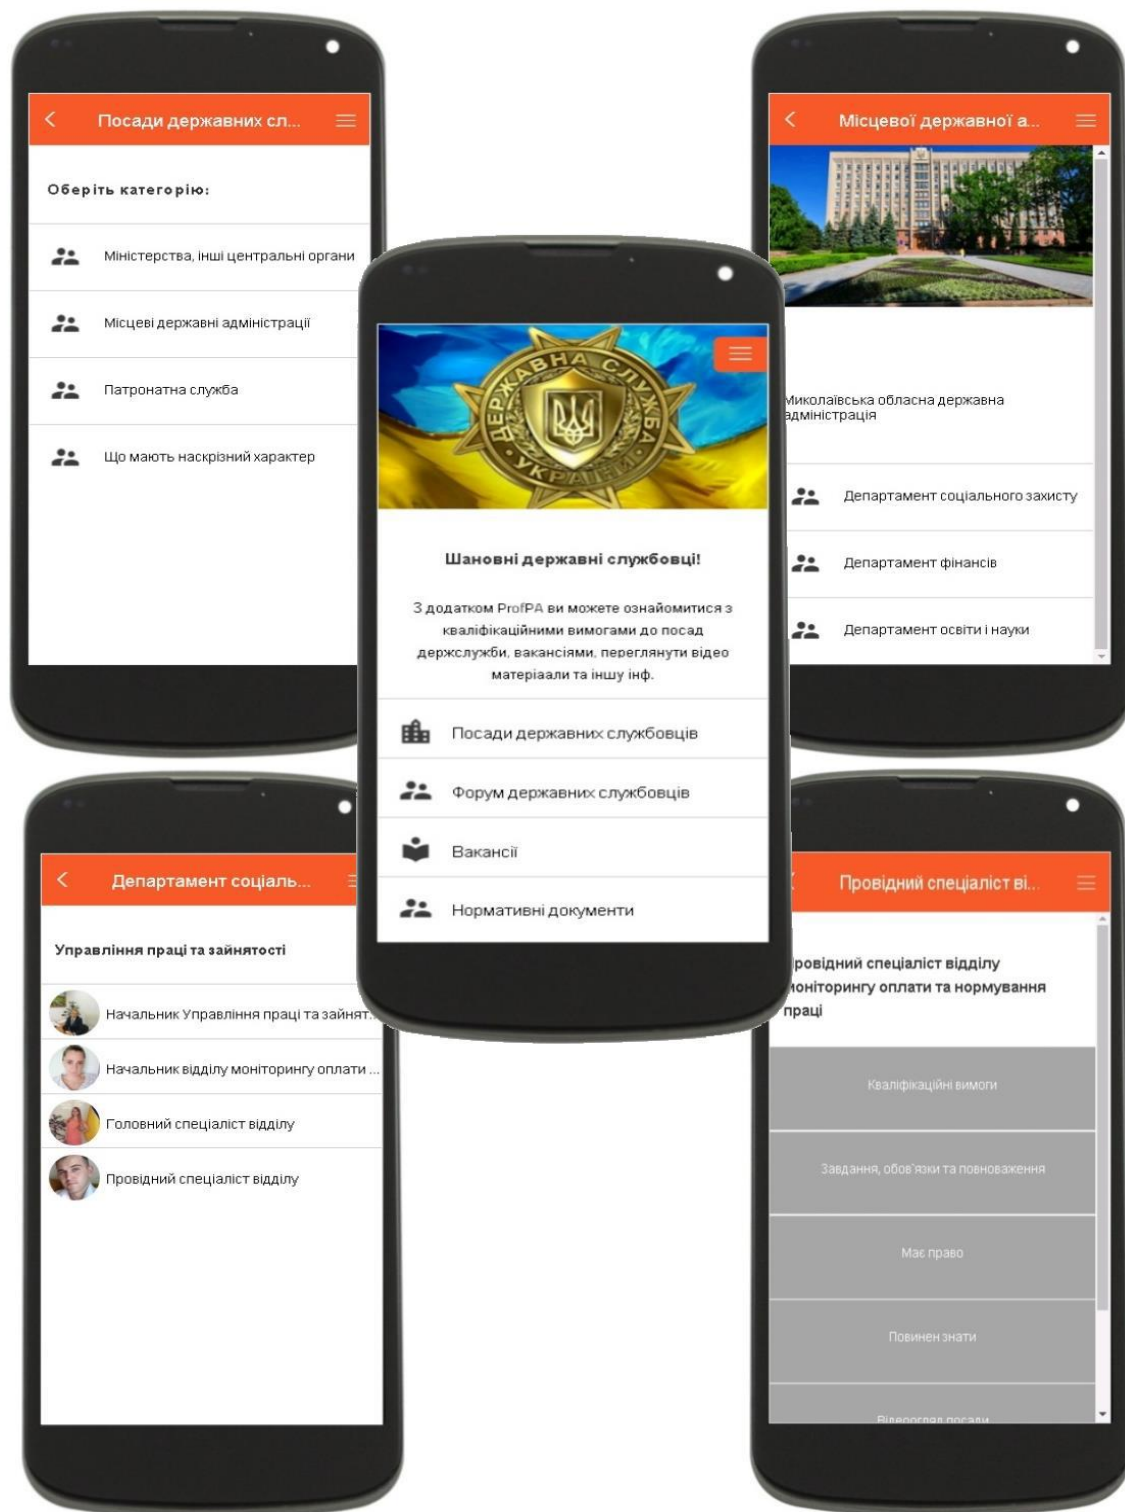 Посади державних сл...
Оберіть категорію:
Міністерства, інші центральні органи
Місцеві державні адміністрації
Патронатна служба
Що мають наскрізний характер
Місцевої державної а...
Миколаївська обласна державна
адміністрація
Департамент соціального захисту
Департамент фінансів
Департамент освіти і науки
ДЕРЖАВНА СЛУЖБА
УКРАЇНИ
Шановні державні службовці!
З додатком ProfPA ви можете ознайомитися з
кваліфікаційними вимогами до посад
держслужби, вакансіями, переглянути відео
матеріаали та іншу інф.
Посади державних службовців
Форум державних службовців
Вакансії
Нормативні документи
Департамент соціаль...
Управління праці та зайнятості
Начальник Управління праці та зайнят...
Начальник відділу моніторингу оплати ...
Головний спеціаліст відділу
Провідний спеціаліст відділу
Провідний спеціаліст ві...
Провідний спеціаліст відділу
моніторингу оплати та нормування
праці
Кваліфікаційні вимоги
Завдання, обов'язки та повноваження
Має право
Повинен знати
Відеоогляд посади